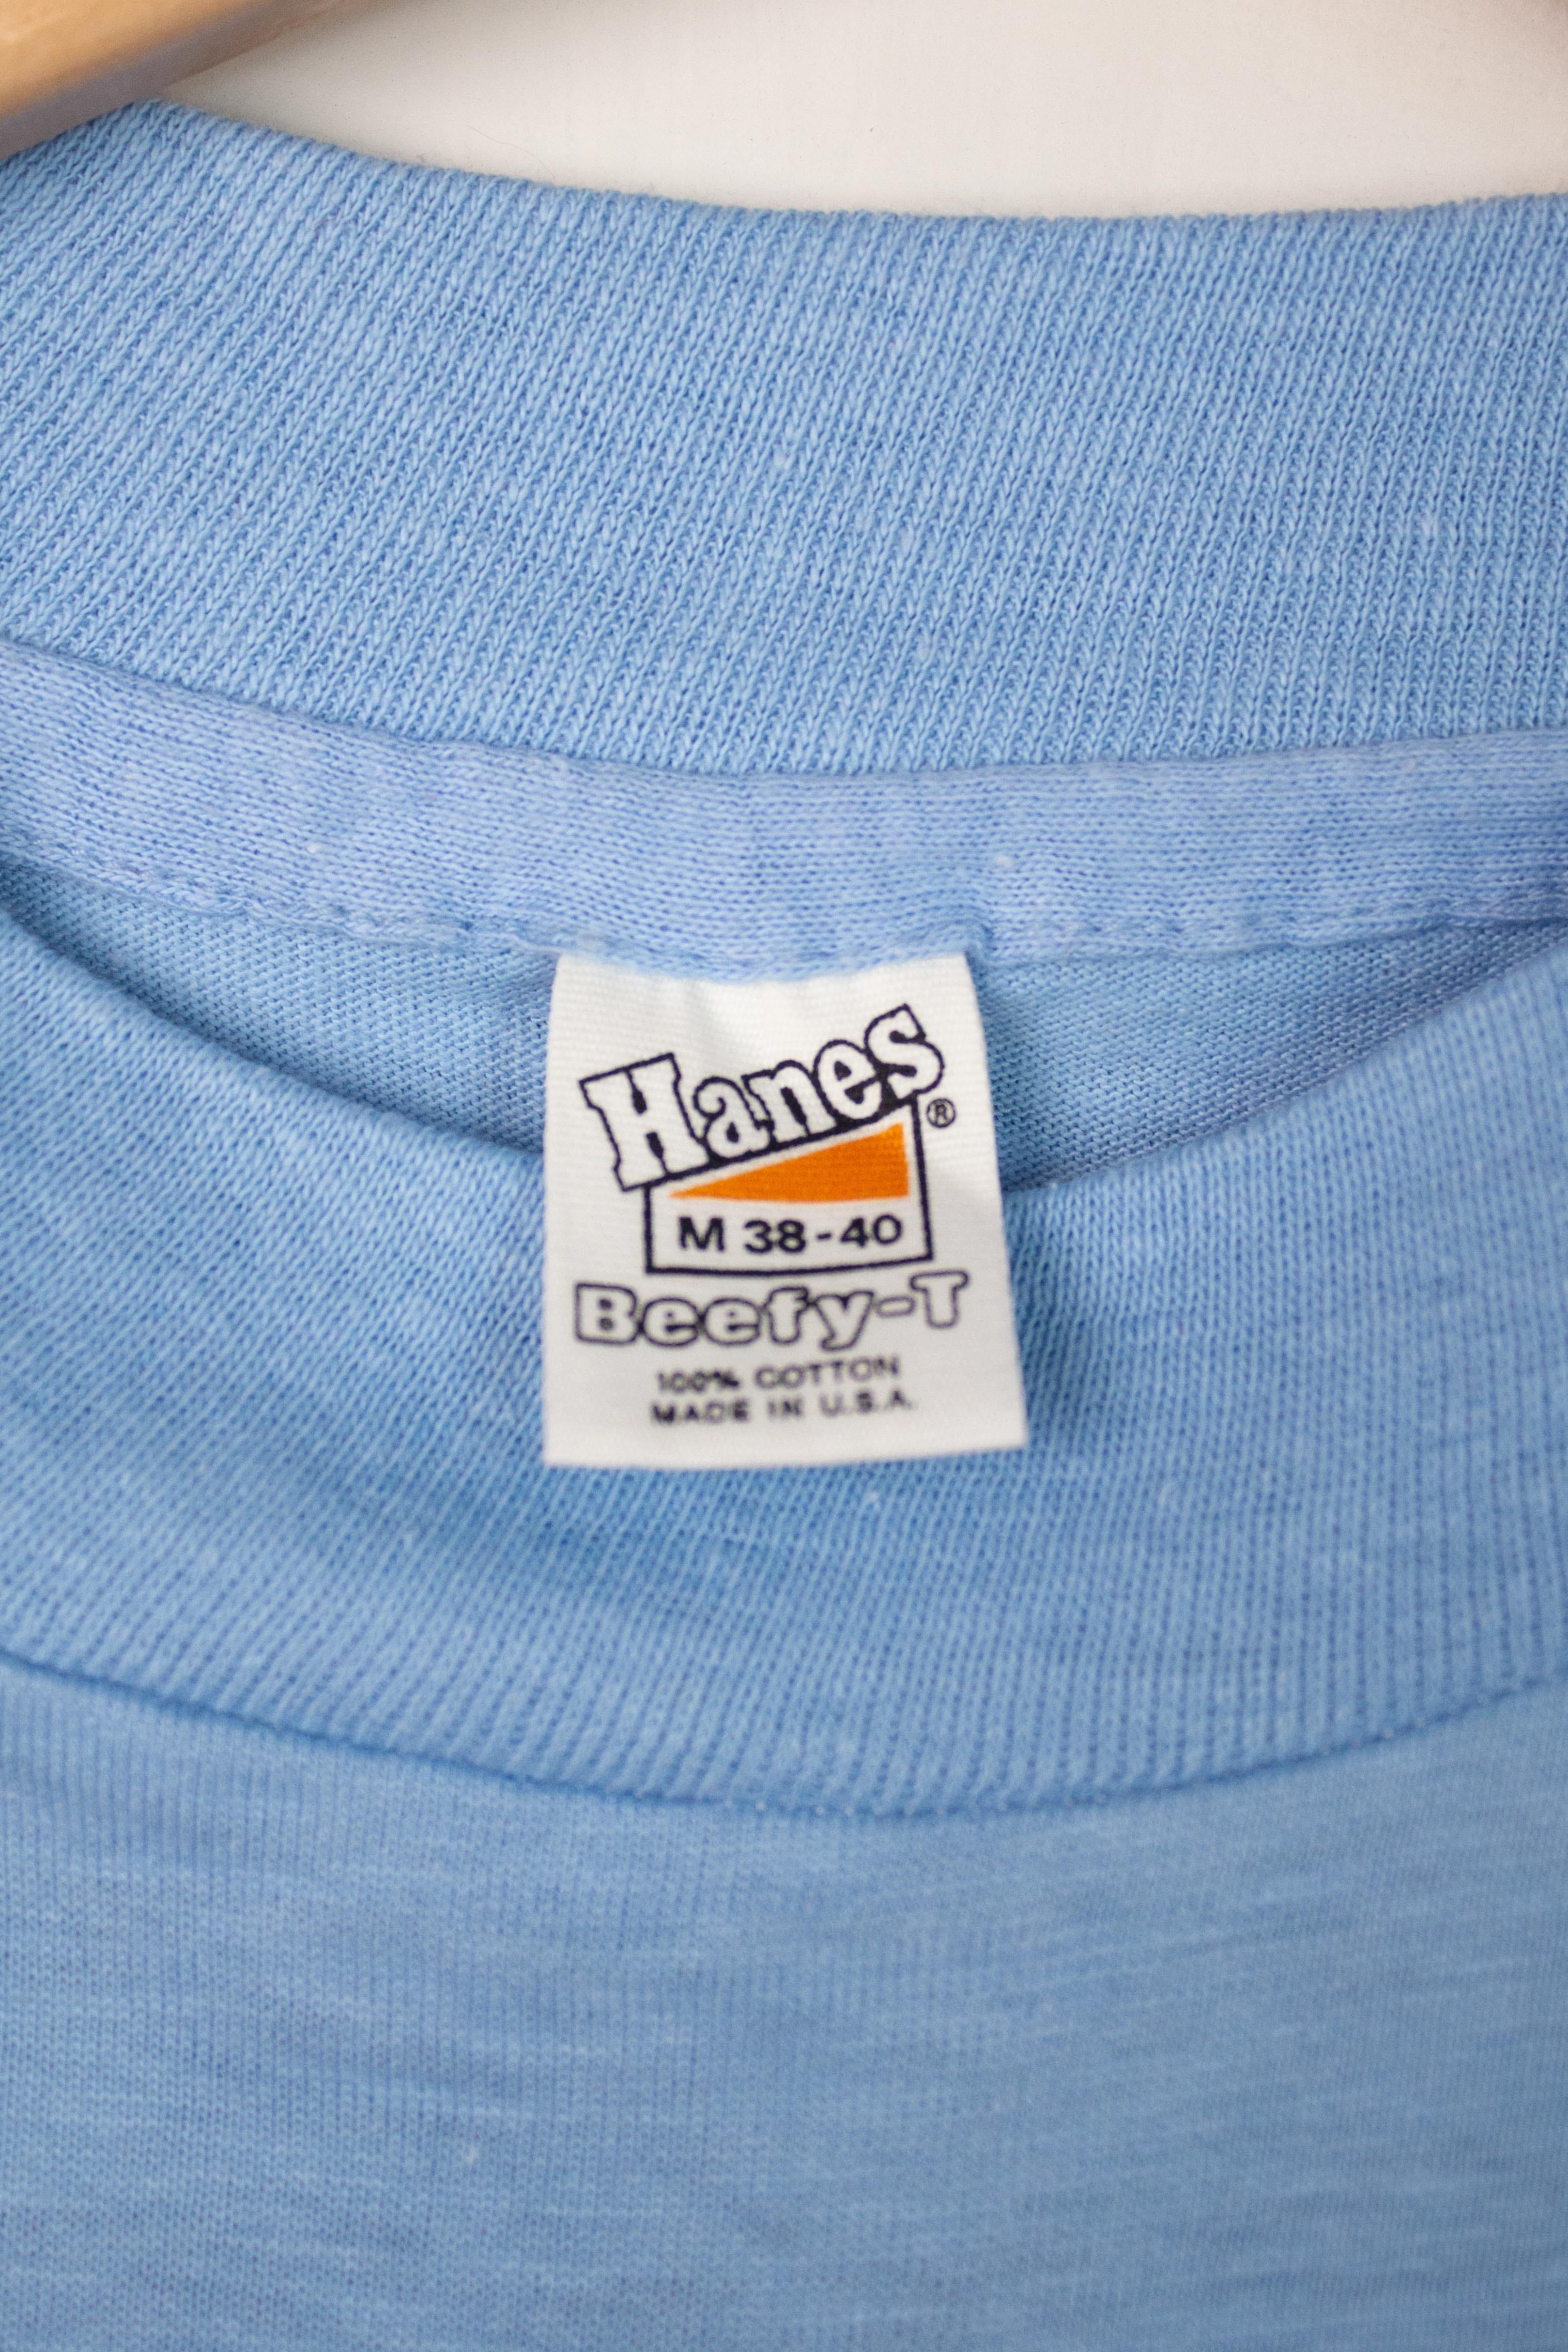 Hanes
®
M 38-40
Beefy-T
100% COTTON
MADE IN U.S.A.